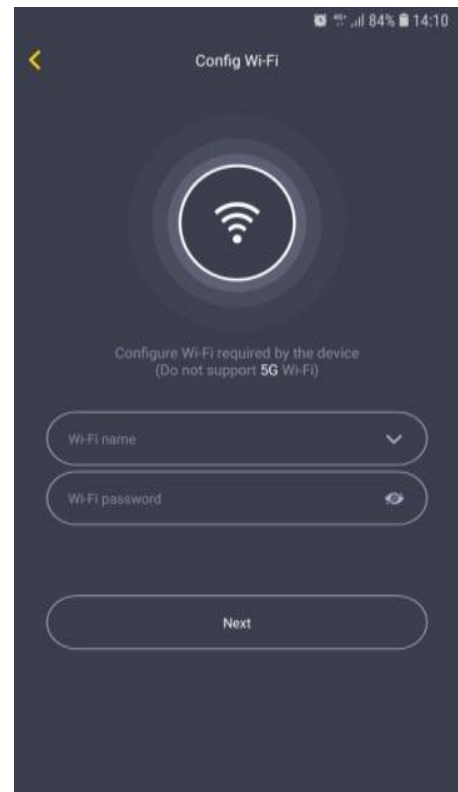 84% 14:10
Config Wi-Fi
Configure Wi-Fi required by the device
(Do not support 5G Wi-Fi)
Wi-Fi name
Wi-Fi password
Next